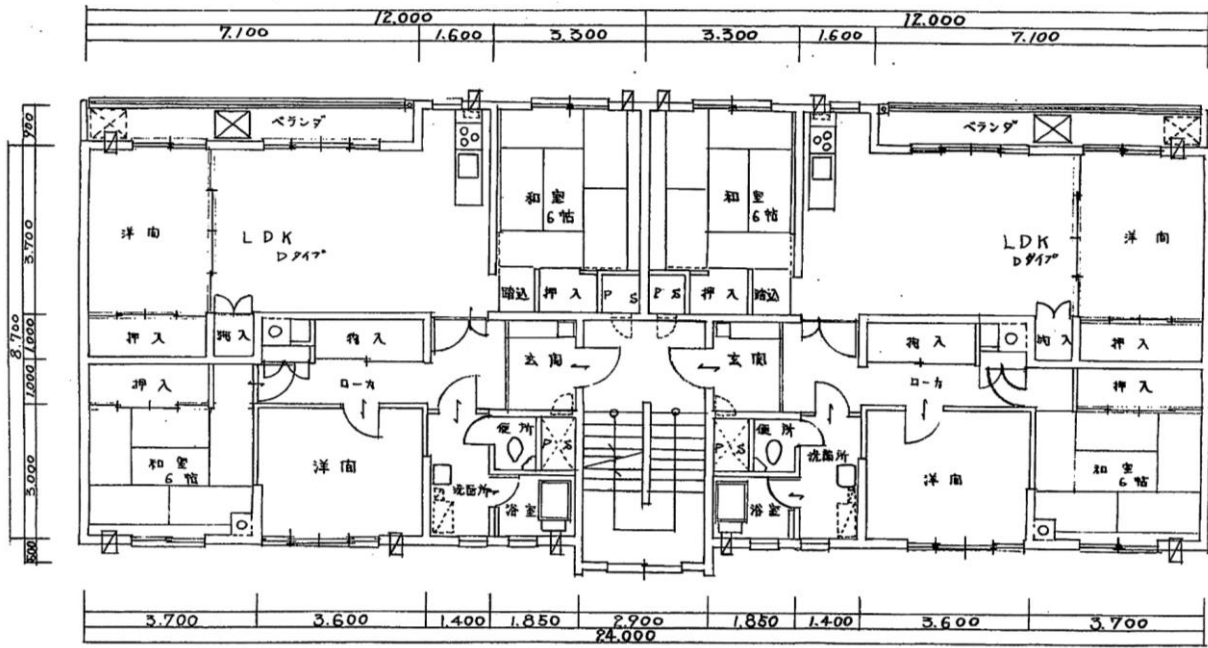 12.000 12.000
7.100 1.600 3.300 3.300 1.600 7.100
900
8.700
3.700
1.000
1.000
3.000
ベランダ ベランダ
和室 6帖 和室 6帖
洋間 LDK Dタイプ LDK Dタイプ 洋間
踏込 押入 PS PS 押入 踏込
押入 物入 物入 玄関 玄関 物入 物入 押入
押入 ローカ ローカ 押入
便所 PS PS 便所
和室 6帖 洋間 洗面所 浴室 浴室 洗面所 洋間 和室 6帖
3.700 3.600 1.400 1.850 2.900 1.850 1.400 3.600 3.700
24.000